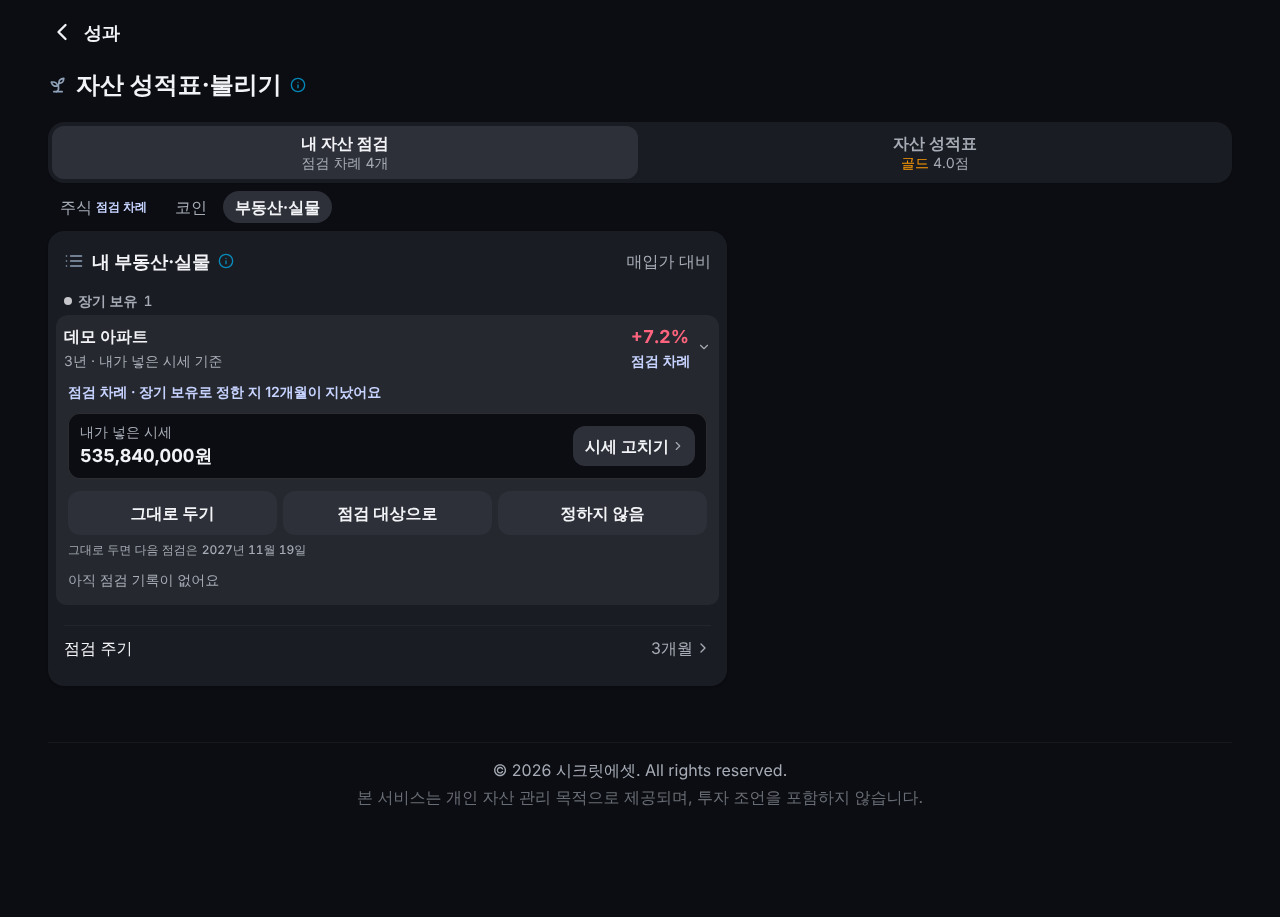 성과
자산 성적표·불리기
내 자산 점검
점검 차례 4개
자산 성적표
골드 4.0점
주식 점검 차례 코인 부동산·실물
내 부동산·실물 매입가 대비
장기 보유 1
데모 아파트 +7.2%
3년 · 내가 넣은 시세 기준 점검 차례
점검 차례 · 장기 보유로 정한 지 12개월이 지났어요
내가 넣은 시세
535,840,000원
시세 고치기
그대로 두기 점검 대상으로 정하지 않음
그대로 두면 다음 점검은 2027년 11월 19일
아직 점검 기록이 없어요
점검 주기 3개월
© 2026 시크릿에셋. All rights reserved.
본 서비스는 개인 자산 관리 목적으로 제공되며, 투자 조언을 포함하지 않습니다.